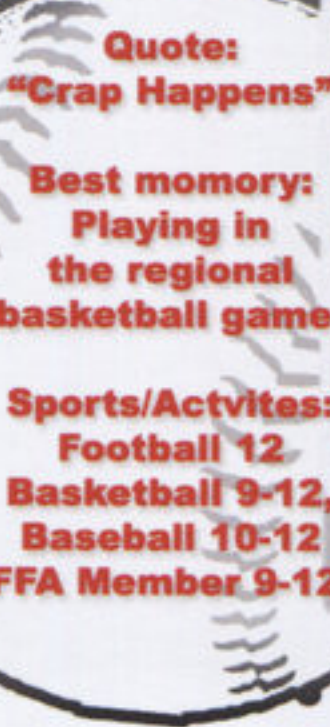 Quote:
“Crap Happens”
Best momory:
Playing in
the regional
basketball game
Sports/Actvites:
Football 12
Basketball 9-12,
Baseball 10-12
FFA Member 9-12